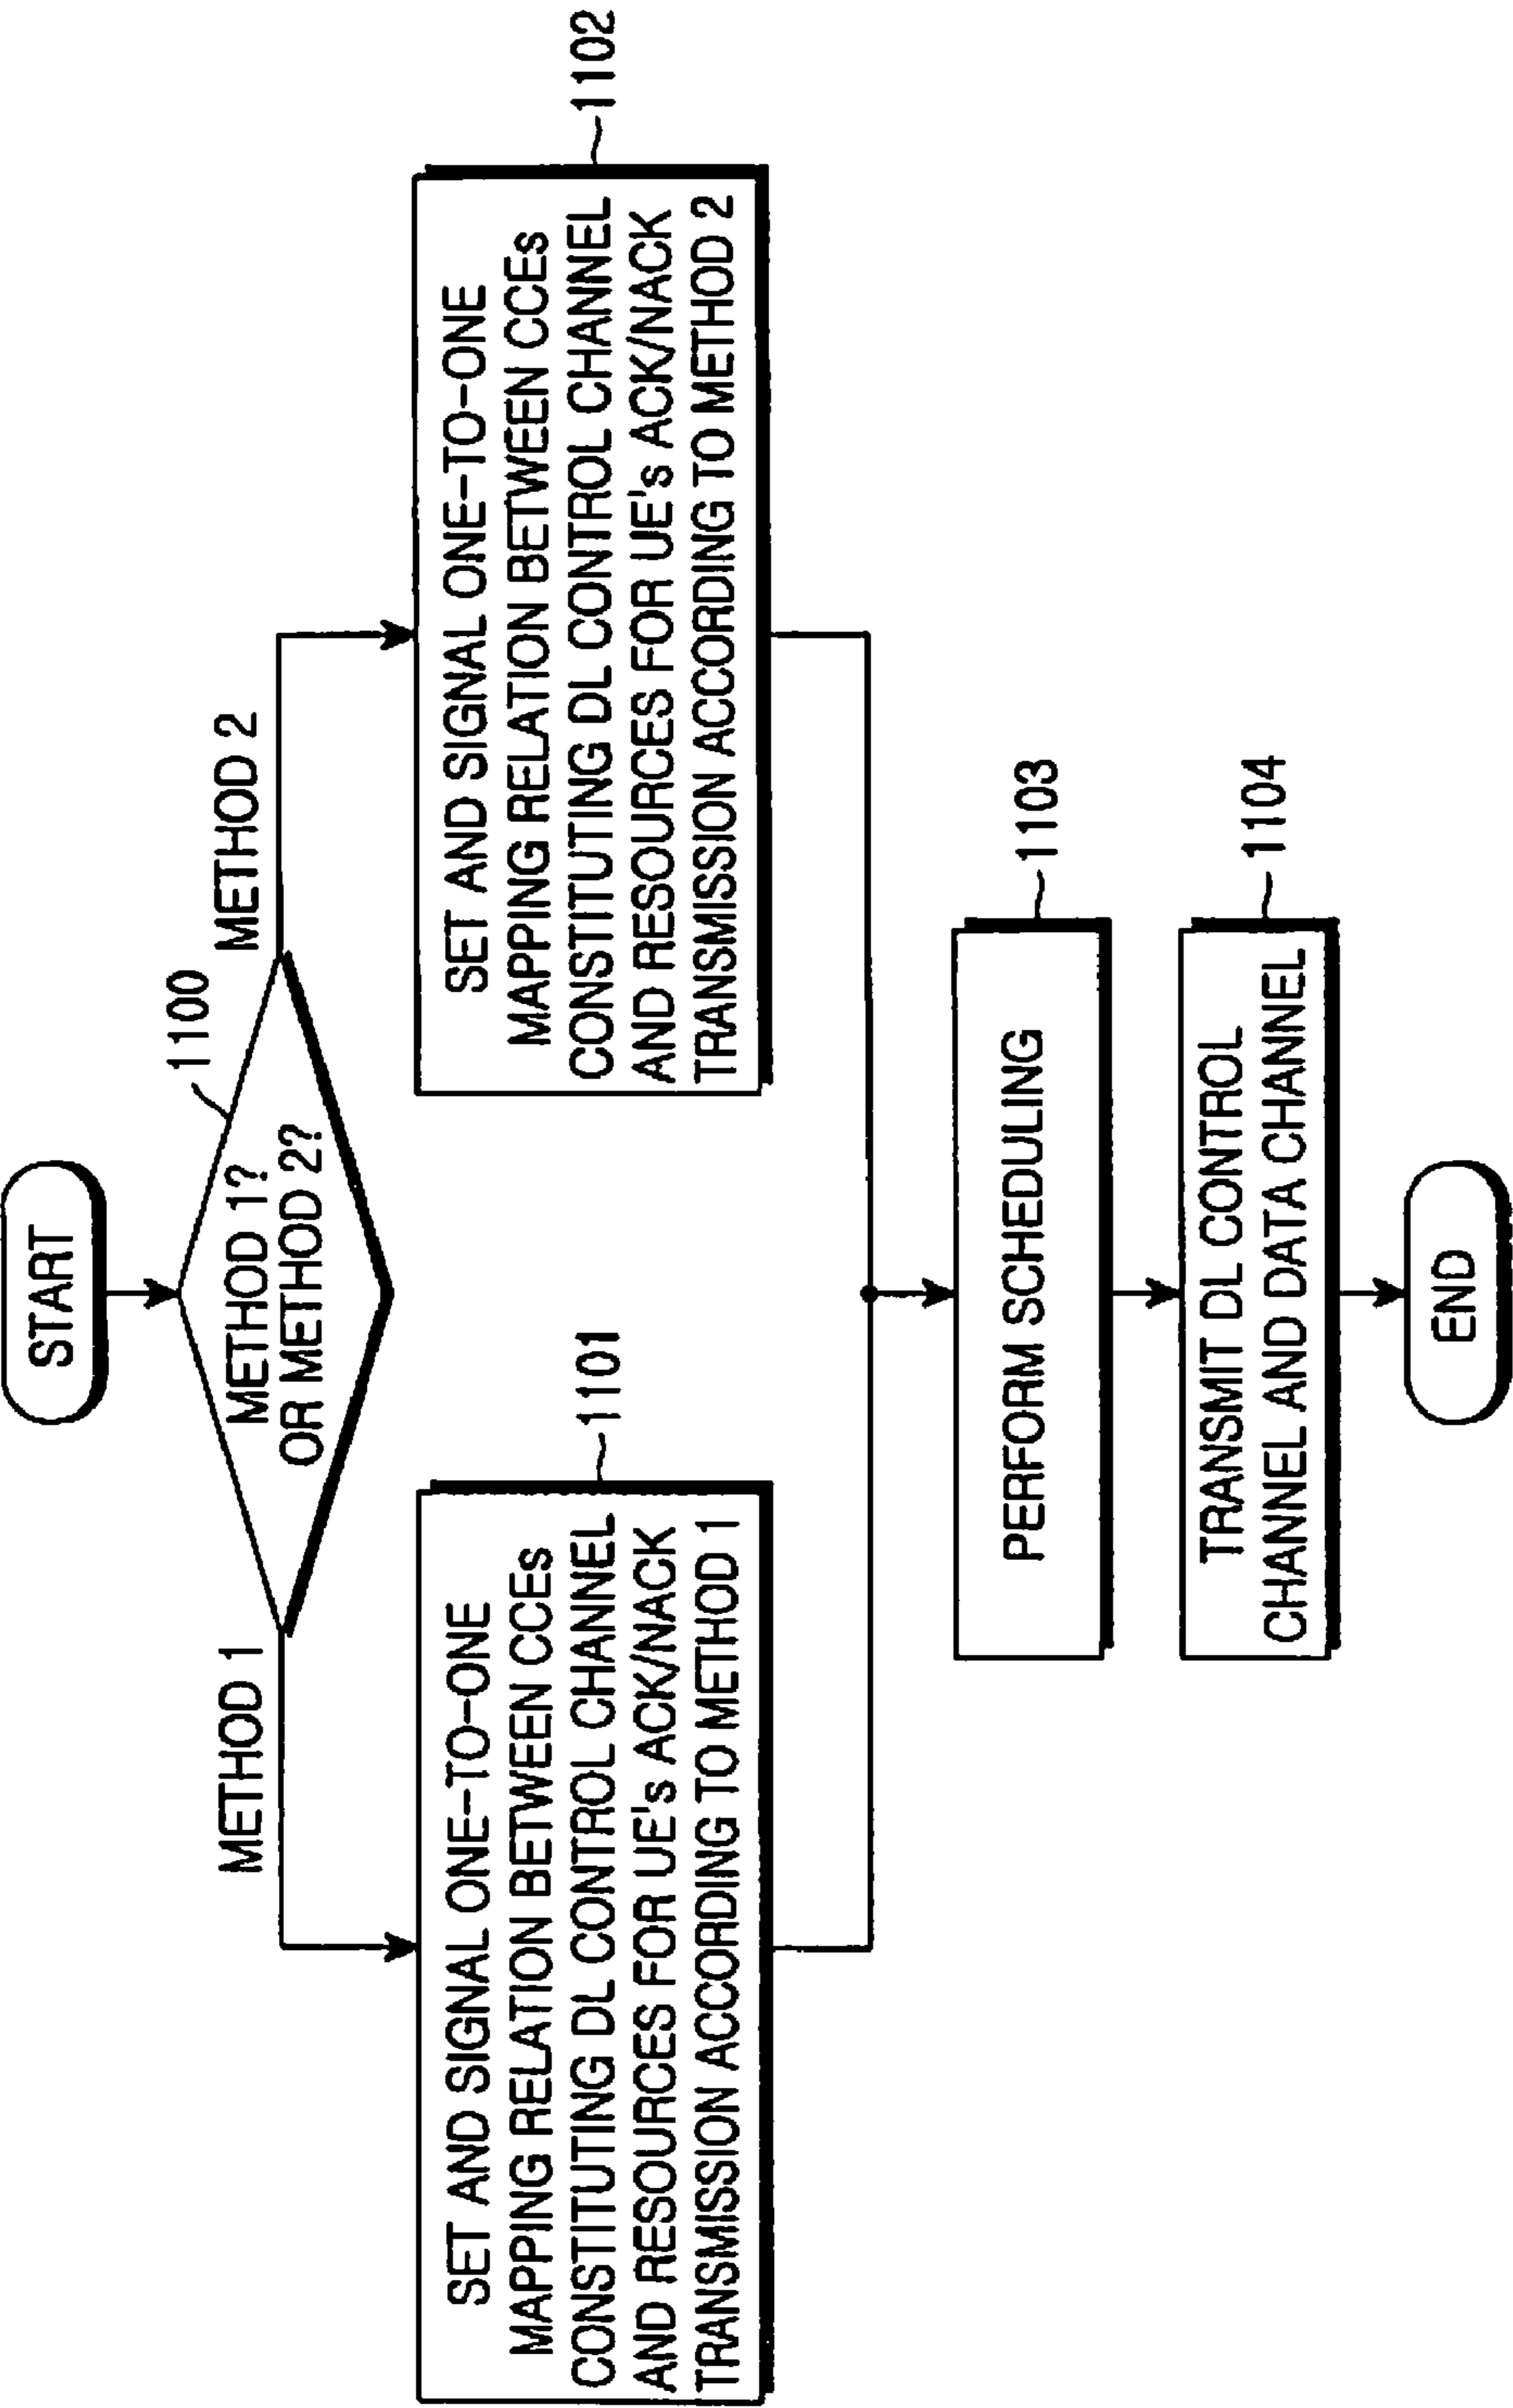 START
1100
METHOD 1?
OR METHOD 2?
METHOD 1
METHOD 2
1101
SET AND SIGNAL ONE-TO-ONE
MAPPING RELATION BETWEEN CCEs
CONSTITUTING DL CONTROL CHANNEL
AND RESOURCES FOR UE's ACK/NACK
TRANSMISSION ACCORDING TO METHOD 1
1102
SET AND SIGNAL ONE-TO-ONE
MAPPING RELATION BETWEEN CCEs
CONSTITUTING DL CONTROL CHANNEL
AND RESOURCES FOR UE's ACK/NACK
TRANSMISSION ACCORDING TO METHOD 2
1103
PERFORM SCHEDULING
1104
TRANSMIT DL CONTROL
CHANNEL AND DATA CHANNEL
END